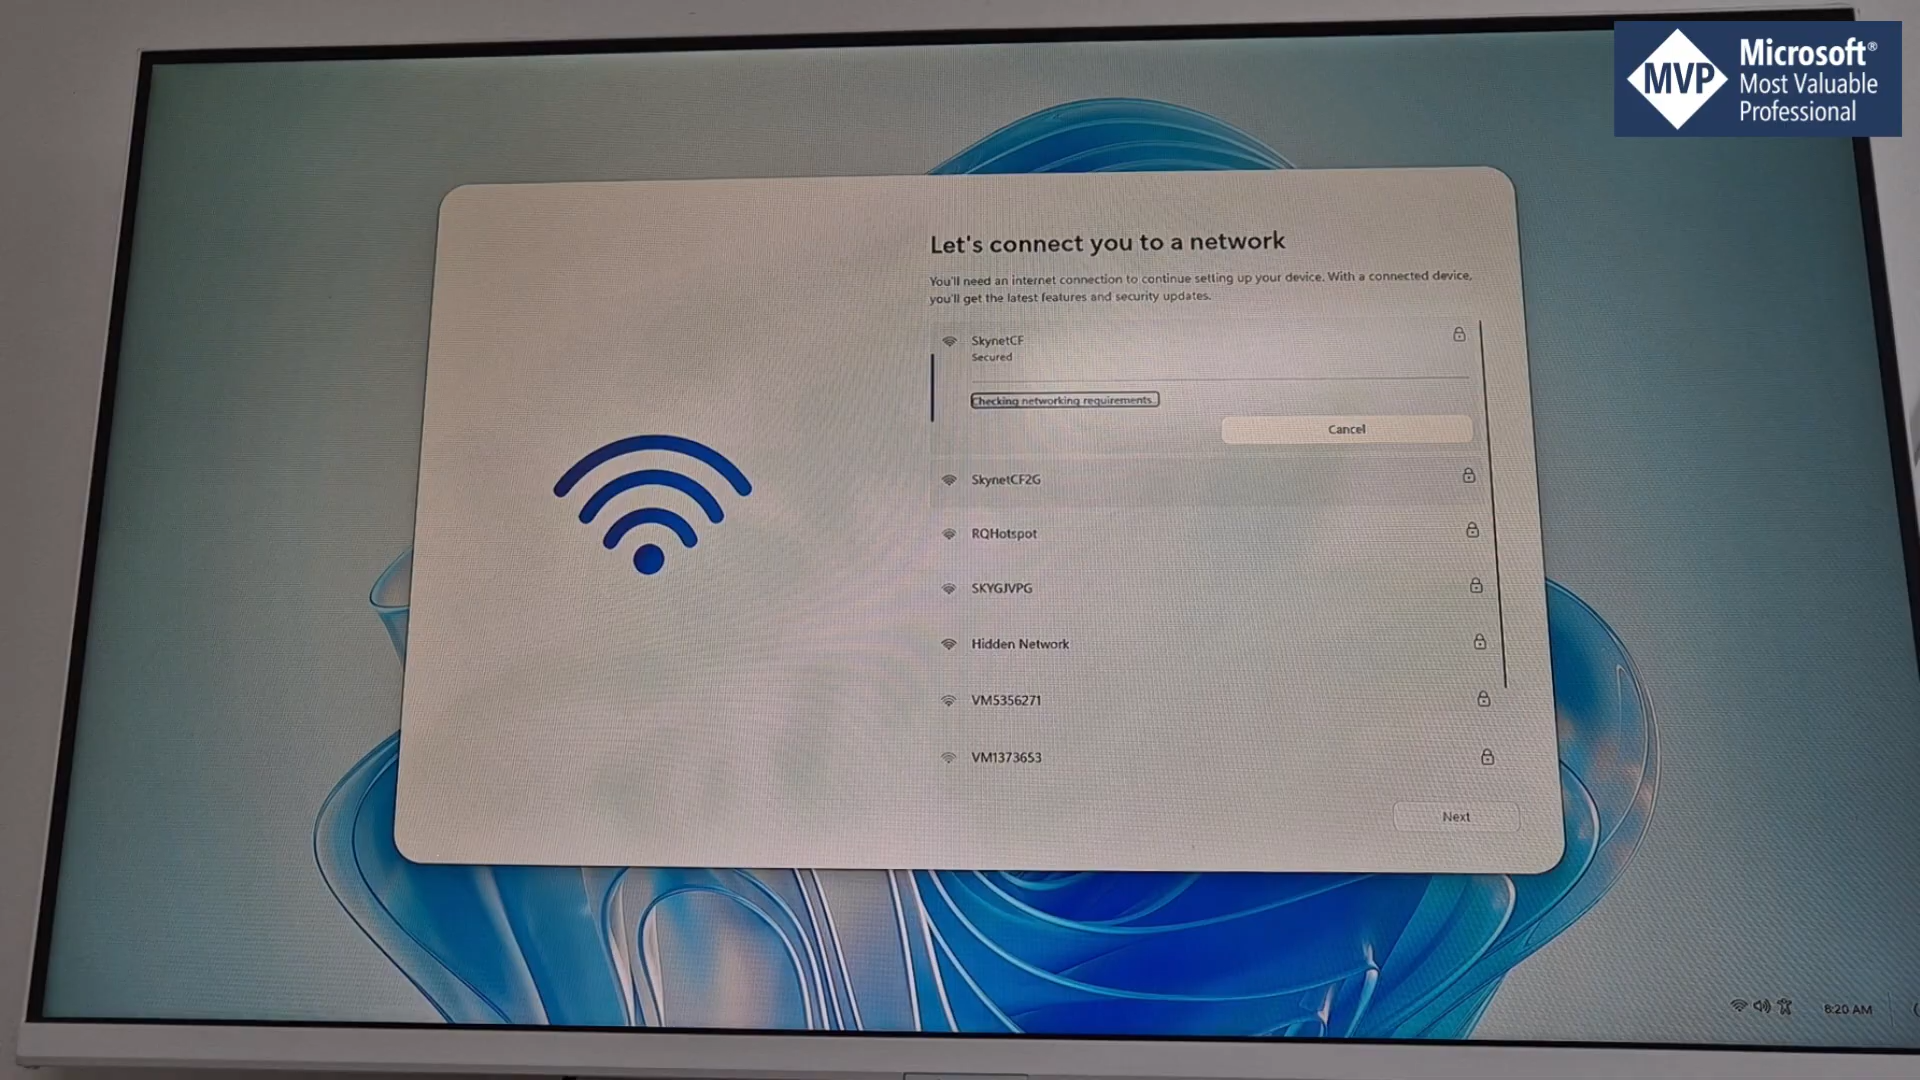 MVP
Microsoft®
Most Valuable
Professional
Let's connect you to a network
You'll need an internet connection to continue setting up your device. With a connected device,
you'll get the latest features and security updates.
SkynetCF
Secured
Checking networking requirements
Cancel
SkynetCF2G
RQHotspot
SKYGJVPG
Hidden Network
VM5356271
VM1373653
Next
8:20 AM